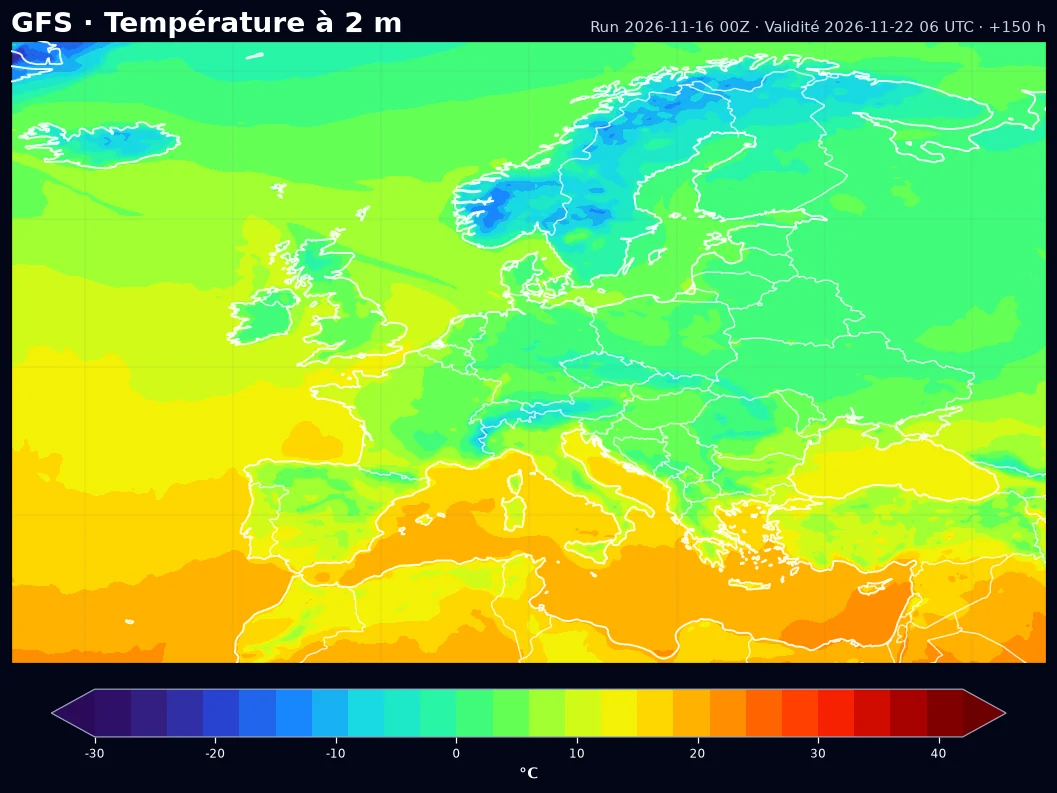 GFS · Température à 2 m
Run 2026-11-16 00Z · Validité 2026-11-22 06 UTC · +150 h
-30 -20 -10 0 10 20 30 40
°C